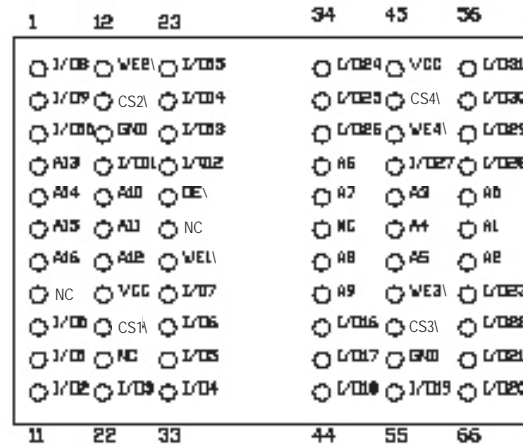 1 12 23 34 45 56
I/O8 WE2\ I/O15 I/O24 VCC I/O31
I/O9 CS2\ I/O14 I/O25 CS4\ I/O30
I/O10 GND I/O13 I/O26 WE4\ I/O29
A13 I/O11 I/O12 A6 I/O27 I/O28
A14 A10 OE\ A7 A3 A0
A15 A11 NC NC A4 A1
A16 A12 WE1\ A8 A5 A2
NC VCC I/O7 A9 WE3\ I/O23
I/O0 CS1\ I/O6 I/O16 CS3\ I/O22
I/O1 NC I/O5 I/O17 GND I/O21
I/O2 I/O3 I/O4 I/O18 I/O19 I/O20
11 22 33 44 55 66